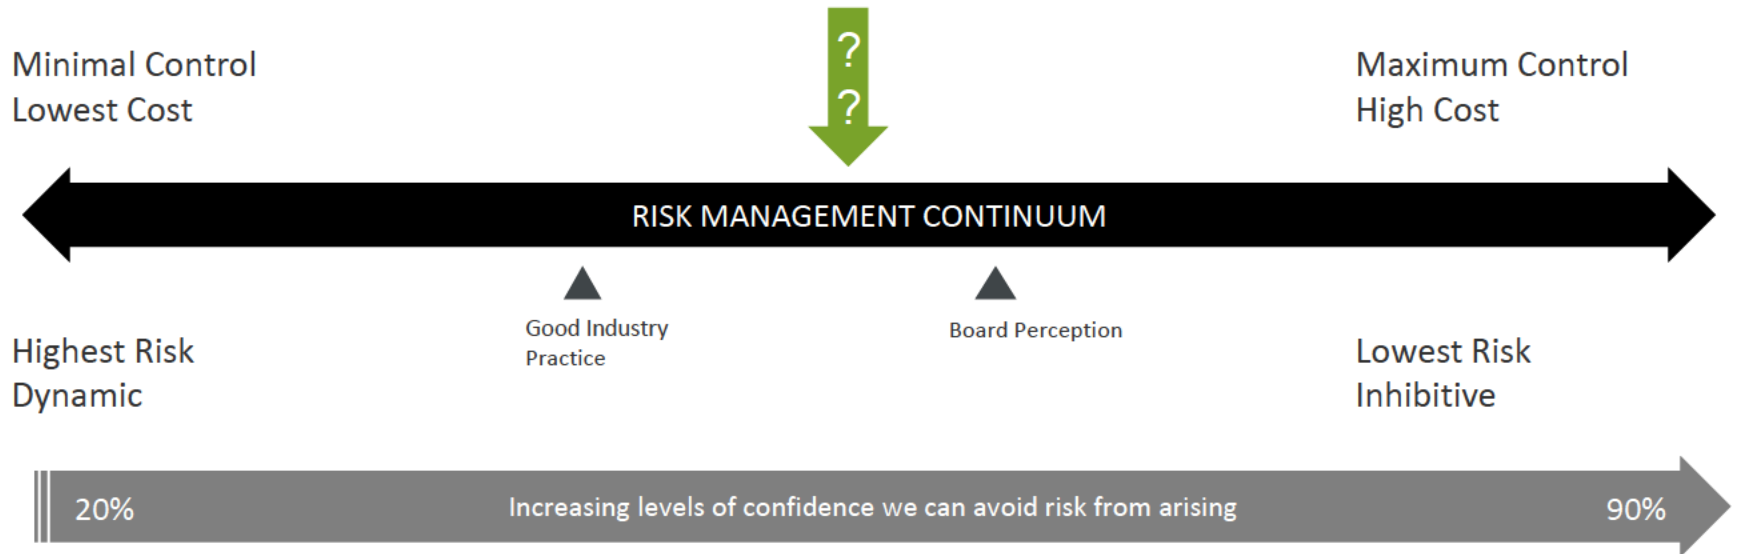 Minimal Control
Lowest Cost
?
?
Maximum Control
High Cost
RISK MANAGEMENT CONTINUUM
Good Industry
Practice
Board Perception
Highest Risk
Dynamic
Lowest Risk
Inhibitive
20%
Increasing levels of confidence we can avoid risk from arising
90%